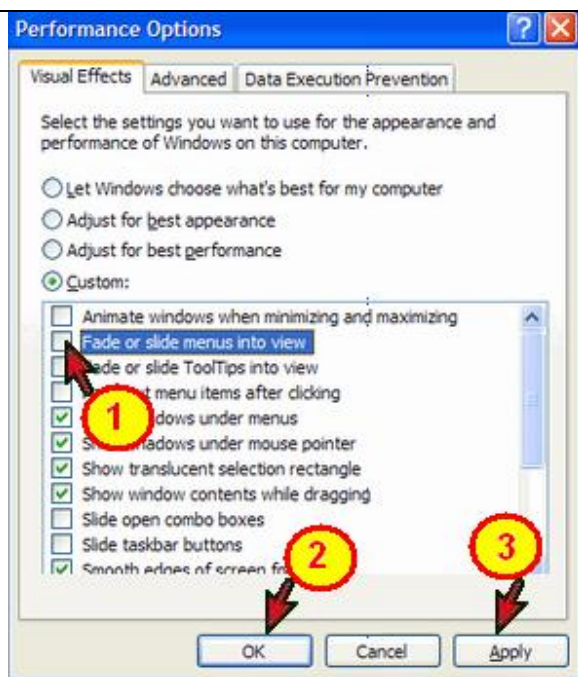 Performance Options
Visual Effects Advanced Data Execution Prevention
Select the settings you want to use for the appearance and
performance of Windows on this computer.
Let Windows choose what's best for my computer
Adjust for best appearance
Adjust for best performance
Custom:
Animate windows when minimizing and maximizing
Fade or slide menus into view
or slide ToolTips into view
menu items after clicking
1
under menus
under mouse pointer
Show translucent selection rectangle
Show window contents while dragging
Slide open combo boxes
Slide taskbar buttons
2
3
Smooth edges of screen
OK Cancel Apply